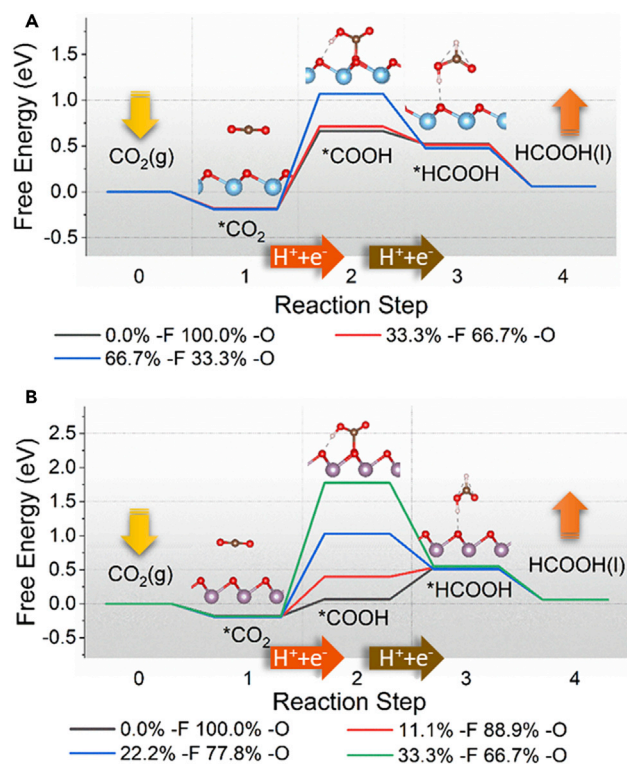 A
Free Energy (eV)
1.0
0.5
0.0
-0.5
CO₂(g)
*CO₂
*COOH
*HCOOH
HCOOH(l)
H⁺+e⁻
H⁺+e⁻
0 1 2 3 4
Reaction Step
0.0% -F 100.0% -O 33.3% -F 66.7% -O
66.7% -F 33.3% -O
B
Free Energy (eV)
2.5
2.0
1.5
1.0
0.5
0.0
-0.5
CO₂(g)
*CO₂
*COOH
*HCOOH
HCOOH(l)
H⁺+e⁻
H⁺+e⁻
0 1 2 3 4
Reaction Step
0.0% -F 100.0% -O 11.1% -F 88.9% -O
22.2% -F 77.8% -O 33.3% -F 66.7% -O